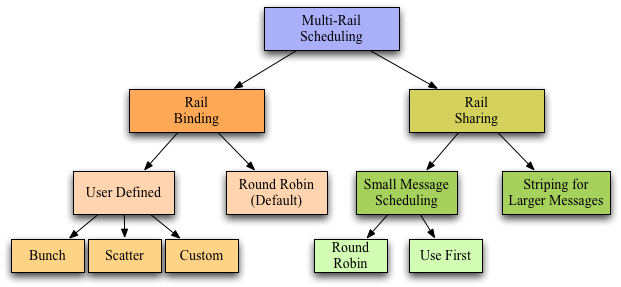 Multi-Rail
Scheduling
Rail
Binding
Rail
Sharing
User Defined
Round Robin
(Default)
Small Message
Scheduling
Striping for
Larger Messages
Bunch
Scatter
Custom
Round
Robin
Use First